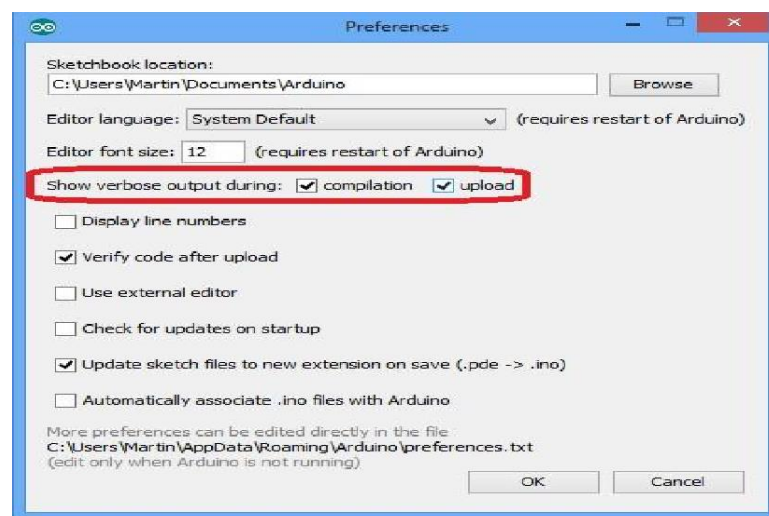 Preferences
Sketchbook location:
C:\Users\Martin\Documents\Arduino Browse
Editor language: System Default (requires restart of Arduino)
Editor font size: 12 (requires restart of Arduino)
Show verbose output during: compilation upload
Display line numbers
Verify code after upload
Use external editor
Check for updates on startup
Update sketch files to new extension on save (.pde -> .ino)
Automatically associate .ino files with Arduino
More preferences can be edited directly in the file
C:\Users\Martin\AppData\Roaming\Arduino\preferences.txt
(edit only when Arduino is not running)
OK Cancel